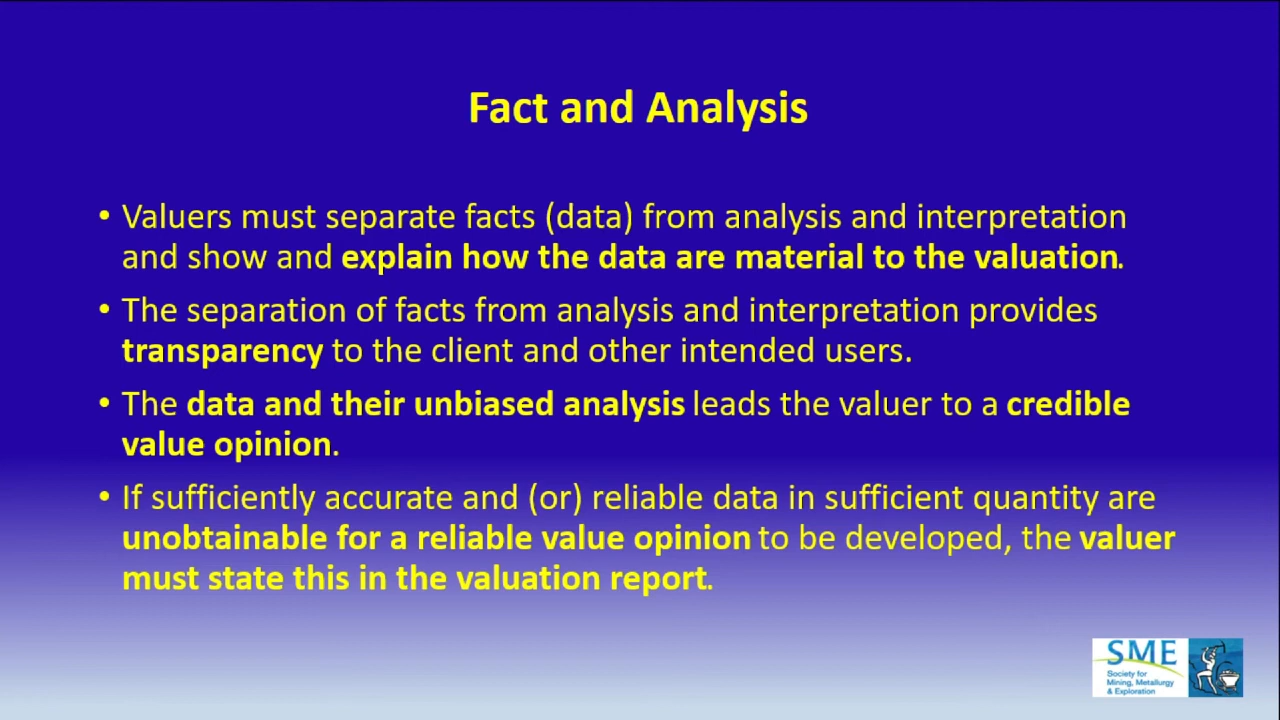 Fact and Analysis
• Valuers must separate facts (data) from analysis and interpretation
and show and explain how the data are material to the valuation.
• The separation of facts from analysis and interpretation provides
transparency to the client and other intended users.
• The data and their unbiased analysis leads the valuer to a credible
value opinion.
• If sufficiently accurate and (or) reliable data in sufficient quantity are
unobtainable for a reliable value opinion to be developed, the valuer
must state this in the valuation report.
SME
Society for
Mining, Metallurgy
& Exploration